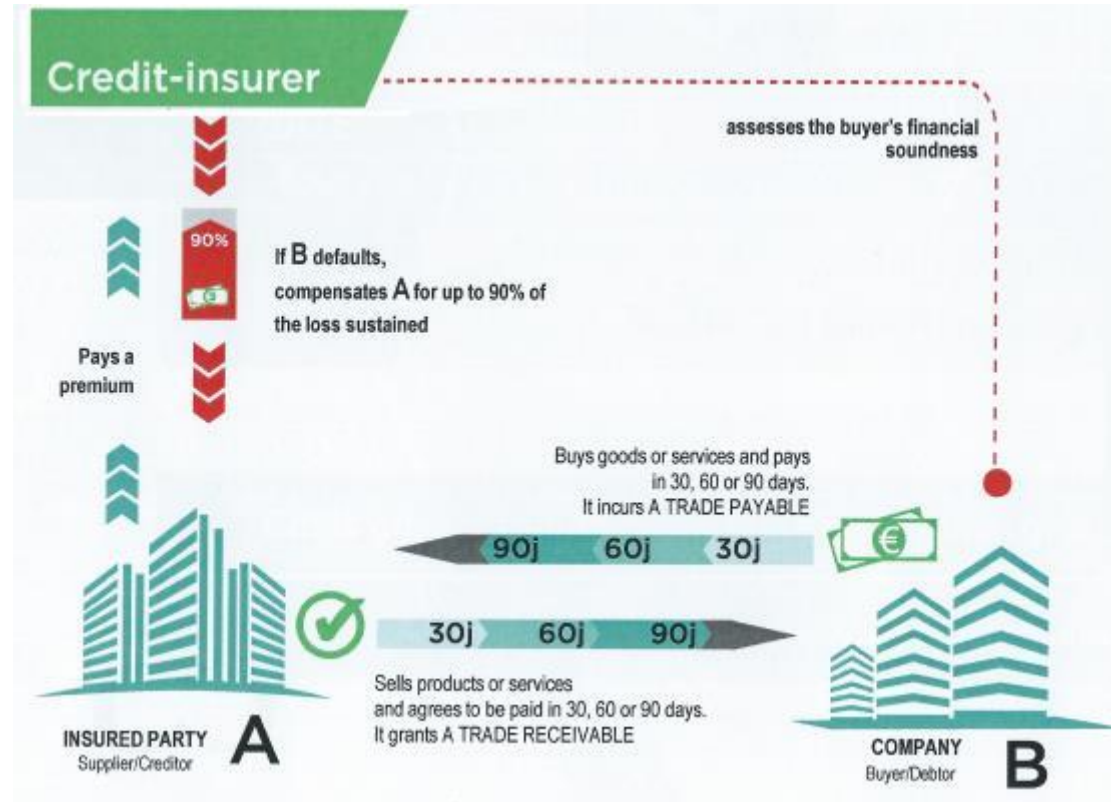 Credit-insurer
assesses the buyer's financial
soundness
90%
If B defaults,
compensates A for up to 90% of
the loss sustained
Pays a
premium
Buys goods or services and pays
in 30, 60 or 90 days.
It incurs A TRADE PAYABLE
90j 60j 30j
€
30j 60j 90j
Sells products or services
and agrees to be paid in 30, 60 or 90 days.
It grants A TRADE RECEIVABLE
INSURED PARTY A
Supplier/Creditor
COMPANY B
Buyer/Debtor